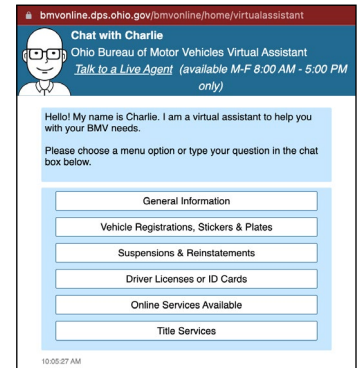 bmvonline.dps.ohio.gov/bmvonline/home/virtualassistant
Chat with Charlie
Ohio Bureau of Motor Vehicles Virtual Assistant
Talk to a Live Agent (available M-F 8:00 AM - 5:00 PM
only)
Hello! My name is Charlie. I am a virtual assistant to help you
with your BMV needs.
Please choose a menu option or type your question in the chat
box below.
General Information
Vehicle Registrations, Stickers & Plates
Suspensions & Reinstatements
Driver Licenses or ID Cards
Online Services Available
Title Services
10:05:27 AM